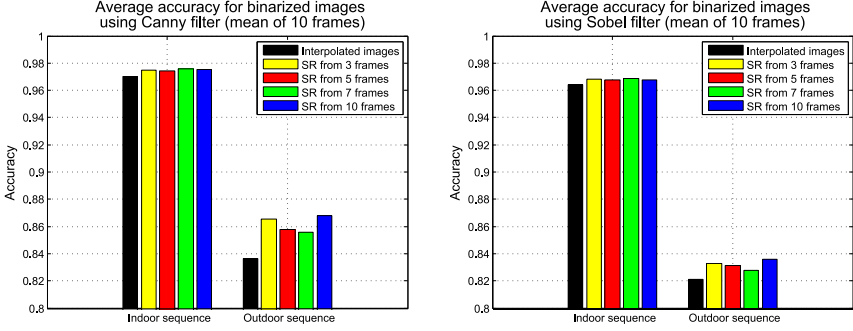 Average accuracy for binarized images
using Canny filter (mean of 10 frames)
Accuracy
1
0.98
0.96
0.94
0.92
0.9
0.88
0.86
0.84
0.82
0.8
Interpolated images
SR from 3 frames
SR from 5 frames
SR from 7 frames
SR from 10 frames
Indoor sequence
Outdoor sequence
Average accuracy for binarized images
using Sobel filter (mean of 10 frames)
Accuracy
1
0.98
0.96
0.94
0.92
0.9
0.88
0.86
0.84
0.82
0.8
Interpolated images
SR from 3 frames
SR from 5 frames
SR from 7 frames
SR from 10 frames
Indoor sequence
Outdoor sequence